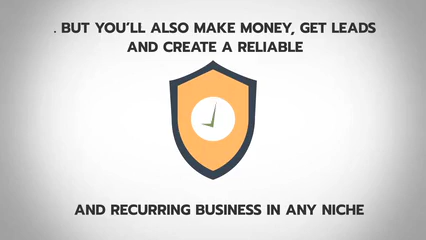 . BUT YOU'LL ALSO MAKE MONEY, GET LEADS
AND CREATE A RELIABLE
AND RECURRING BUSINESS IN ANY NICHE